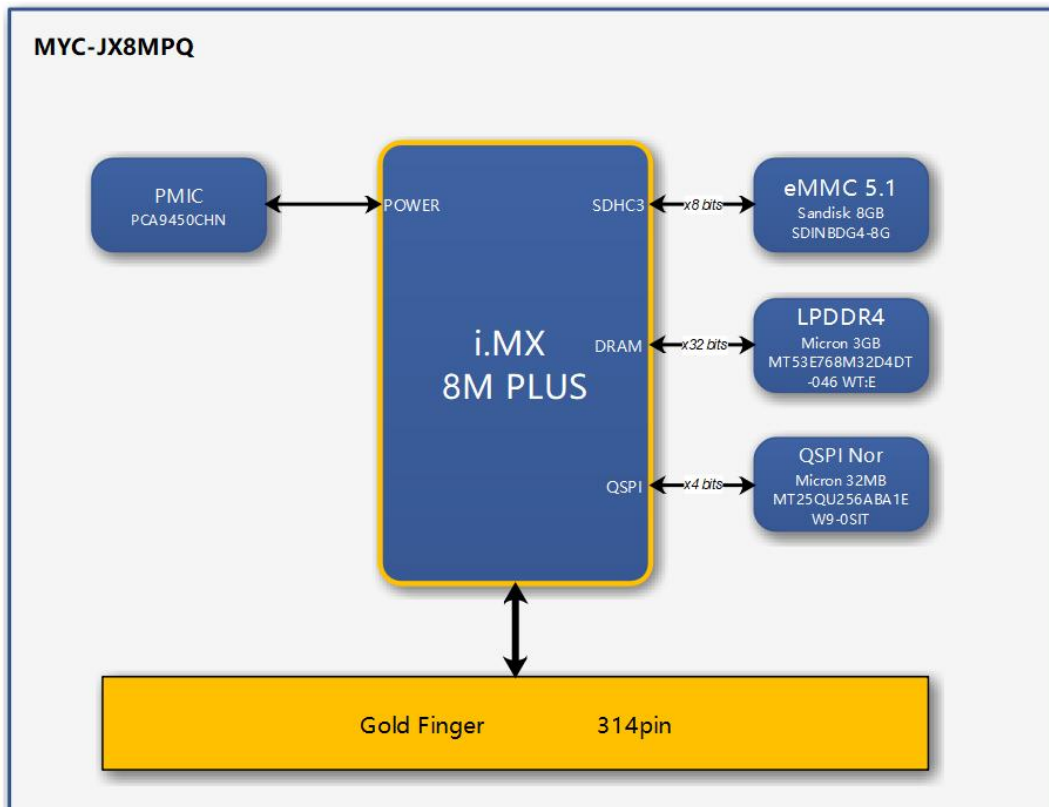 MYC-JX8MPQ
PMIC
PCA9450CHN
POWER
i.MX
8M PLUS
SDHC3
x8 bits
eMMC 5.1
Sandisk 8GB
SDINBDG4-8G
DRAM
x32 bits
LPDDR4
Micron 3GB
MT53E768M32D4DT
-046 WT:E
QSPI
x4 bits
QSPI Nor
Micron 32MB
MT25QU256ABA1E
W9-0SIT
Gold Finger 314pin